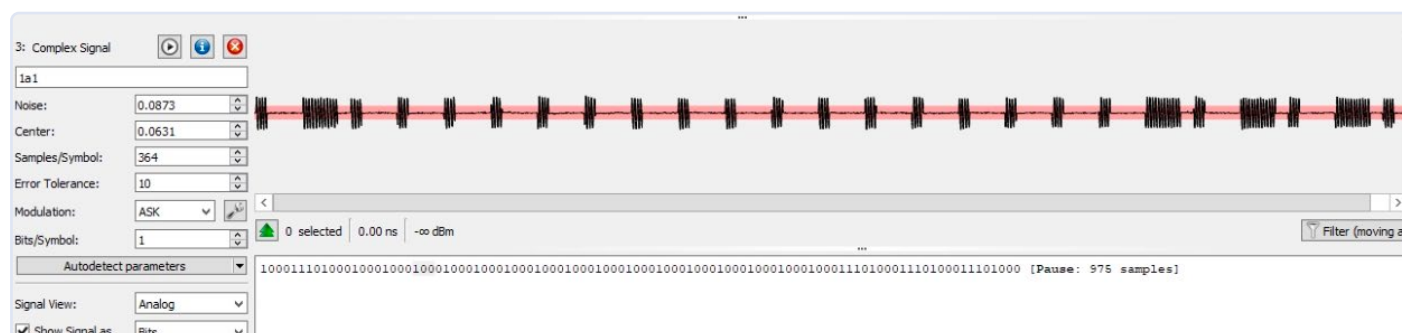 3: Complex Signal
1a1
Noise: 0.0873
Center: 0.0631
Samples/Symbol: 364
Error Tolerance: 10
Modulation: ASK
0 selected 0.00 ns -∞ dBm
Filter (moving a
Bits/Symbol: 1
Autodetect parameters
1000111010001000100010001000100010001000100010001000100010001000100010001000111010001110100011101000 [Pause: 975 samples]
Signal View: Analog
Show Signal as Bits